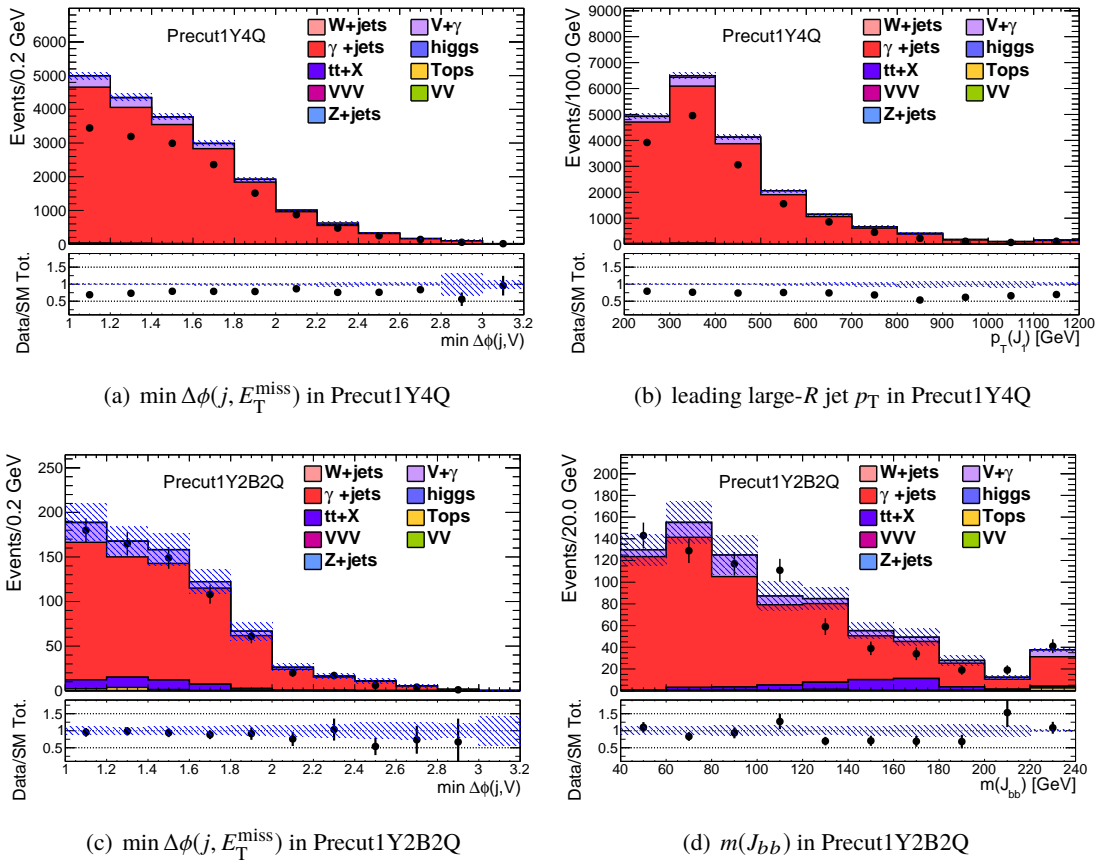 Precut1Y4Q
W+jets
γ +jets
tt+X
VVV
Z+jets
V+γ
higgs
Tops
VV
Events/0.2 GeV
6000
5000
4000
3000
2000
1000
0
Data/SM Tot.
1.5
1
0.5
1 1.2 1.4 1.6 1.8 2 2.2 2.4 2.6 2.8 3 3.2
min Δϕ(j,V)
(a) min Δϕ(j, E_T^miss) in Precut1Y4Q
Precut1Y4Q
W+jets
γ +jets
tt+X
VVV
Z+jets
V+γ
higgs
Tops
VV
Events/100.0 GeV
9000
8000
7000
6000
5000
4000
3000
2000
1000
0
Data/SM Tot.
1.5
1
0.5
200 300 400 500 600 700 800 900 1000 1100 1200
p_T(J_1) [GeV]
(b) leading large-R jet p_T in Precut1Y4Q
Precut1Y2B2Q
W+jets
γ +jets
tt+X
VVV
Z+jets
V+γ
higgs
Tops
VV
Events/0.2 GeV
250
200
150
100
50
0
Data/SM Tot.
1.5
1
0.5
1 1.2 1.4 1.6 1.8 2 2.2 2.4 2.6 2.8 3 3.2
min Δϕ(j,V)
(c) min Δϕ(j, E_T^miss) in Precut1Y2B2Q
Precut1Y2B2Q
W+jets
γ +jets
tt+X
VVV
Z+jets
V+γ
higgs
Tops
VV
Events/20.0 GeV
200
180
160
140
120
100
80
60
40
20
0
Data/SM Tot.
1.5
1
0.5
40 60 80 100 120 140 160 180 200 220 240
m(J_bb) [GeV]
(d) m(J_bb) in Precut1Y2B2Q